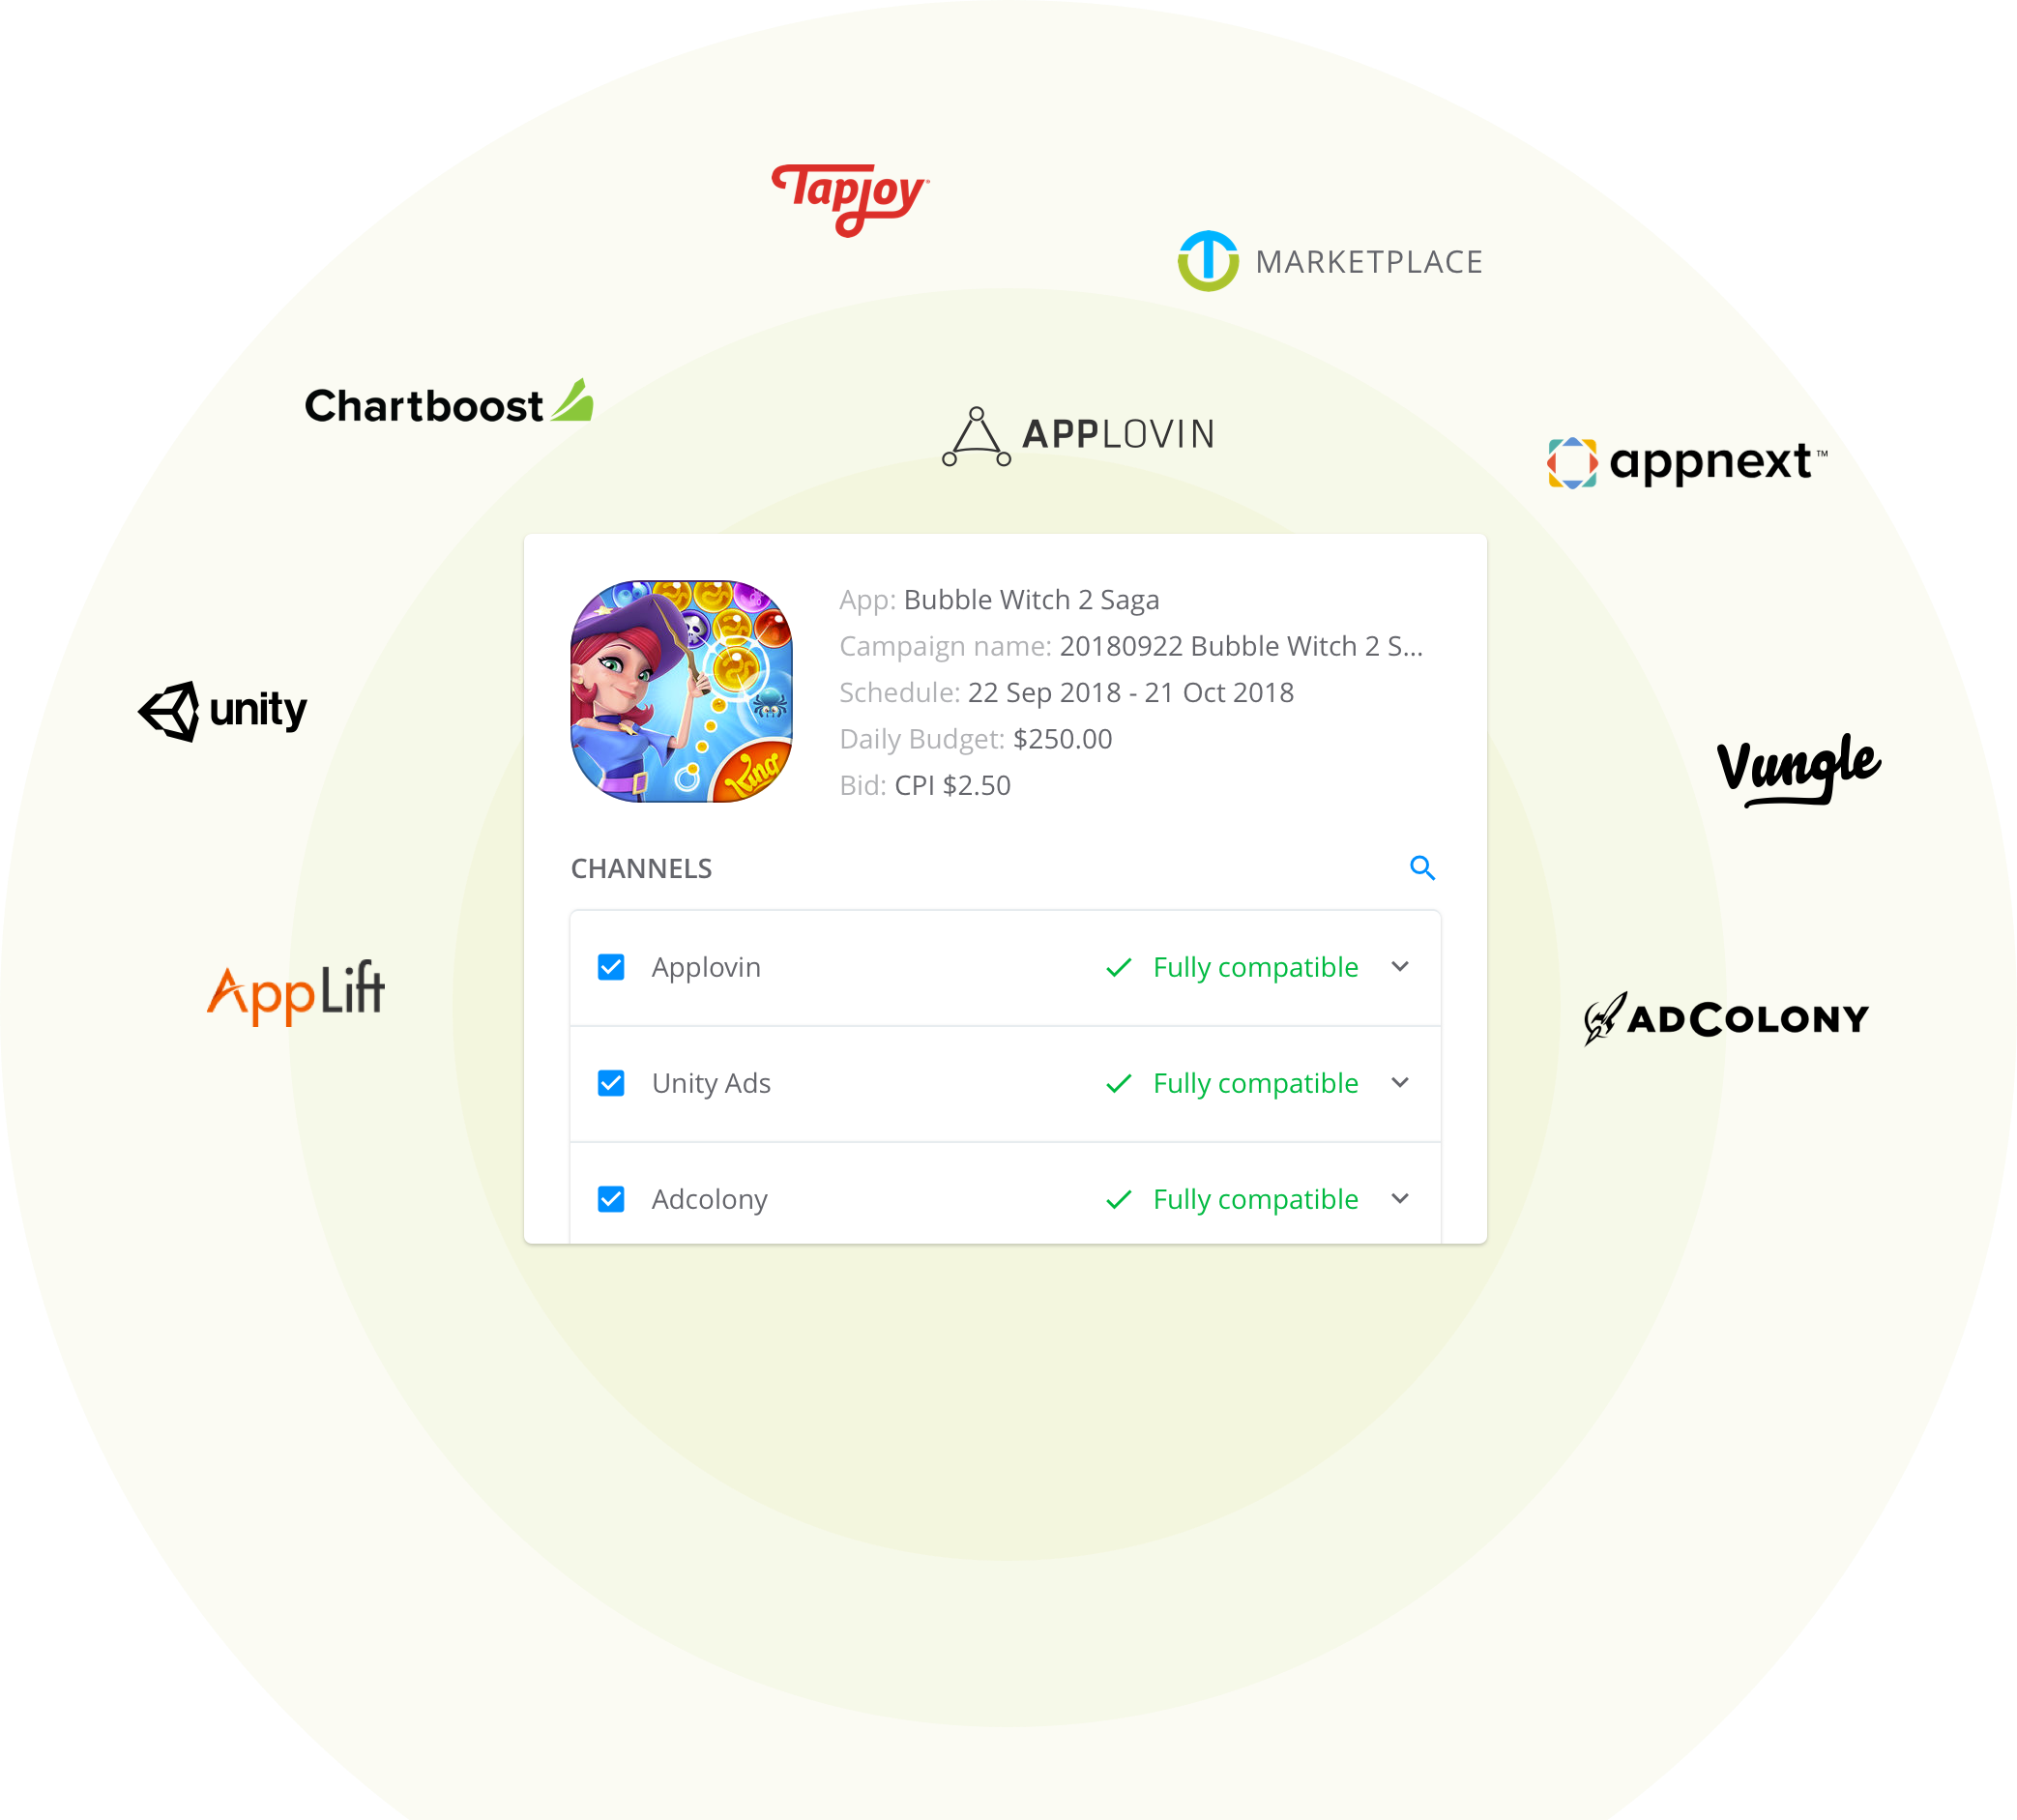 Tapjoy
MARKETPLACE
Chartboost
APPLOVIN
appnext™
App: Bubble Witch 2 Saga
Campaign name: 20180922 Bubble Witch 2 S...
Schedule: 22 Sep 2018 - 21 Oct 2018
Daily Budget: $250.00
Bid: CPI $2.50
King
unity
Vungle
CHANNELS
AppLift
ADCOLONY
Applovin Fully compatible
Unity Ads Fully compatible
Adcolony Fully compatible